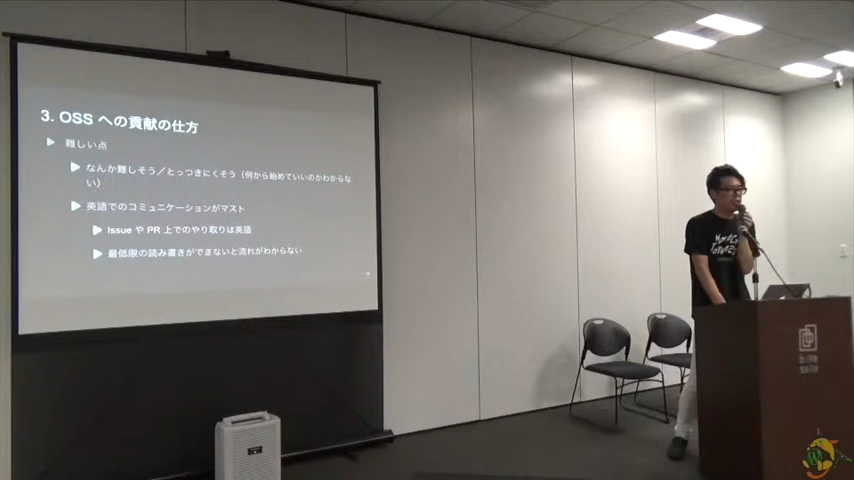 3. OSS への貢献の仕方
難しい点
なんか難しそう／とっつきにくそう（何から始めていいのかわからな
い）
英語でのコミュニケーションがマスト
Issue や PR 上でのやり取りは英語
最低限の読み書きができないと流れがわからない